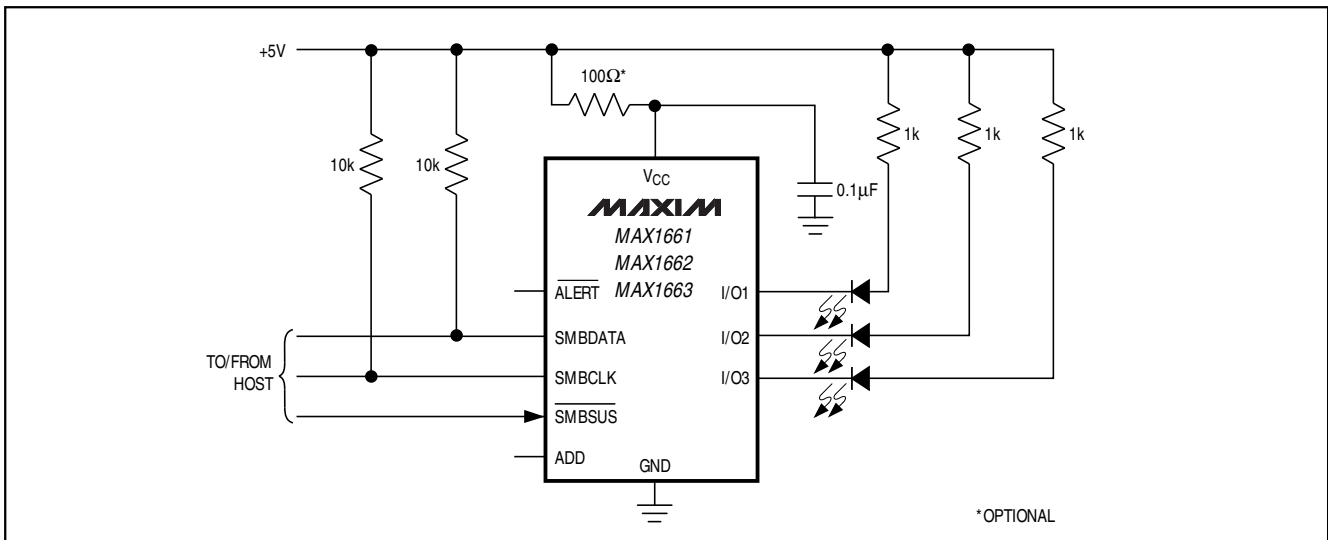 +5V
100Ω*
10k
10k
1k
1k
1k
VCC
0.1µF
MAXIM
MAX1661
MAX1662
MAX1663
ALERT
I/O1
SMBDATA
I/O2
TO/FROM
HOST
SMBCLK
I/O3
SMBSUS
ADD
GND
*OPTIONAL